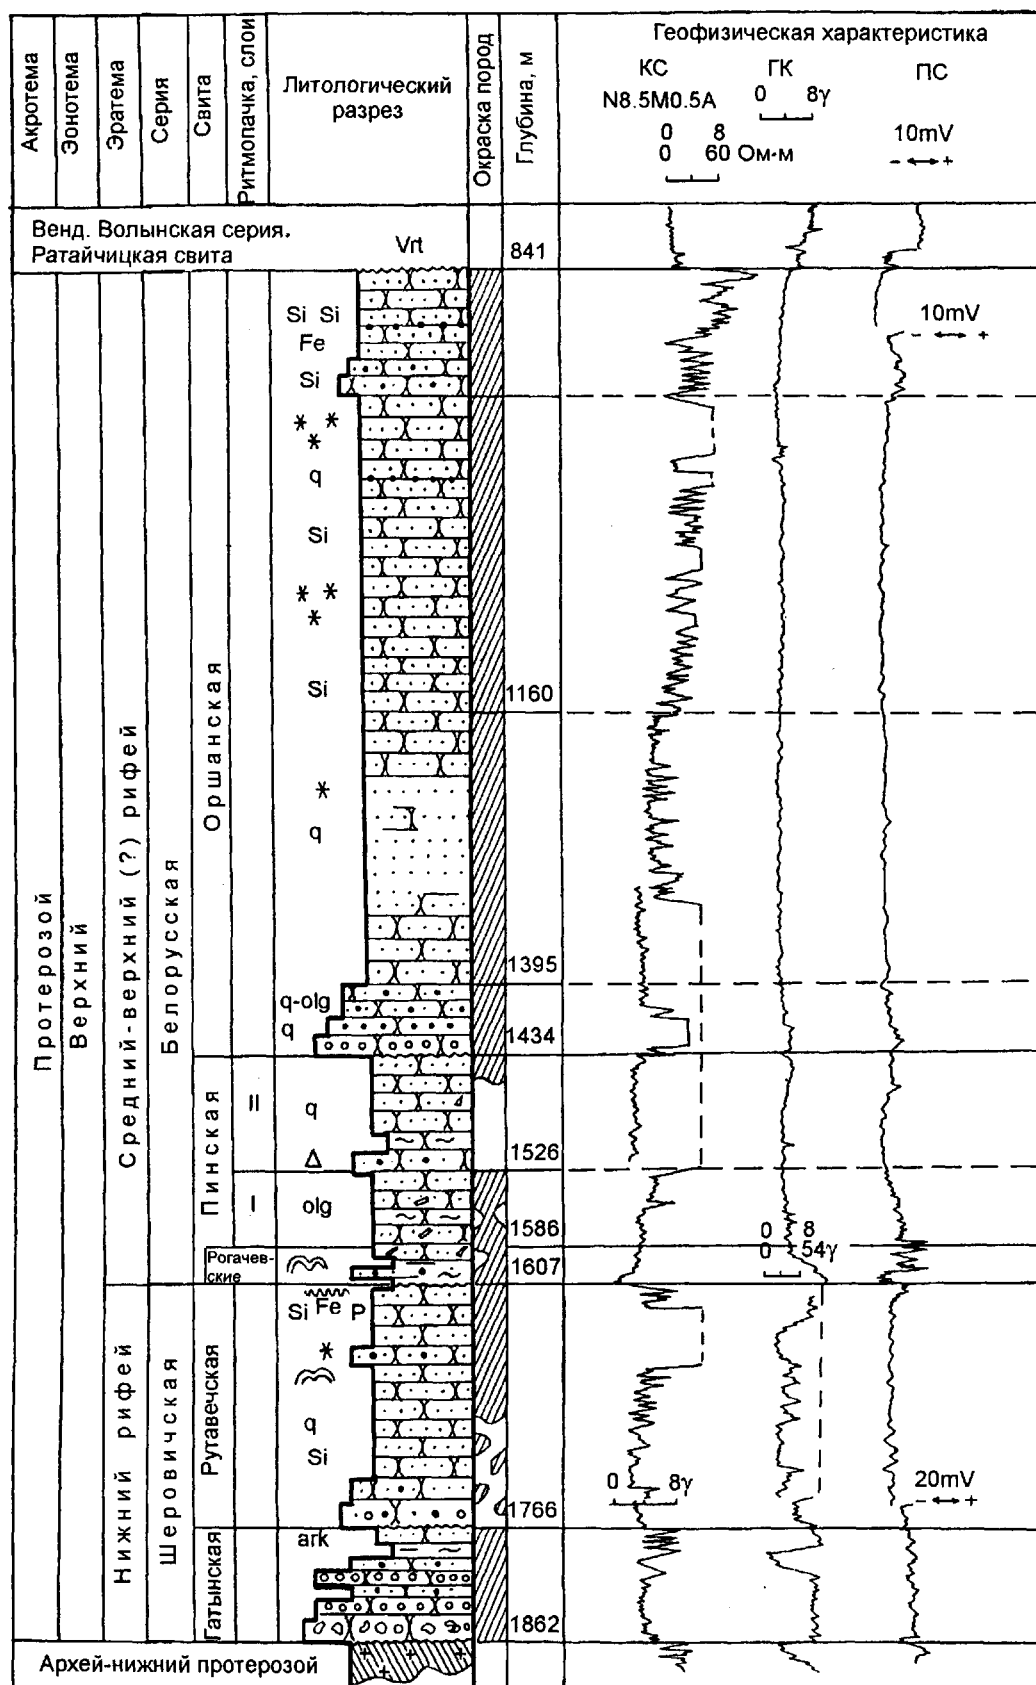 Акротема
Эонотема
Эратема
Серия
Свита
Ритмопачка, слои
Литологический
разрез
Окраска пород
Глубина, м
Геофизическая характеристика
КС
ГК
ПС
N8.5M0.5A
0 8γ
0 8
0 60 Ом·м
10mV
- +
Венд. Волынская серия.
Ратайчицкая свита
Vrt
841
Протерозой
Верхний
Средний-верхний (?) рифей
Белорусская
Оршанская
Si Si
Fe
Si
10mV
- +
* *
*
q
Si
* *
*
Si
1160
*
q
1395
q-olg
q
1434
Пинская
II
q
Δ
1526
I
olg
1586
0 8
0 54γ
Рогачев-
ские
1607
Нижний рифей
Шеровичская
Рутавечская
Si Fe P
*
q
Si
0 8γ
20mV
- +
1766
Гатынская
ark
1862
Архей-нижний протерозой